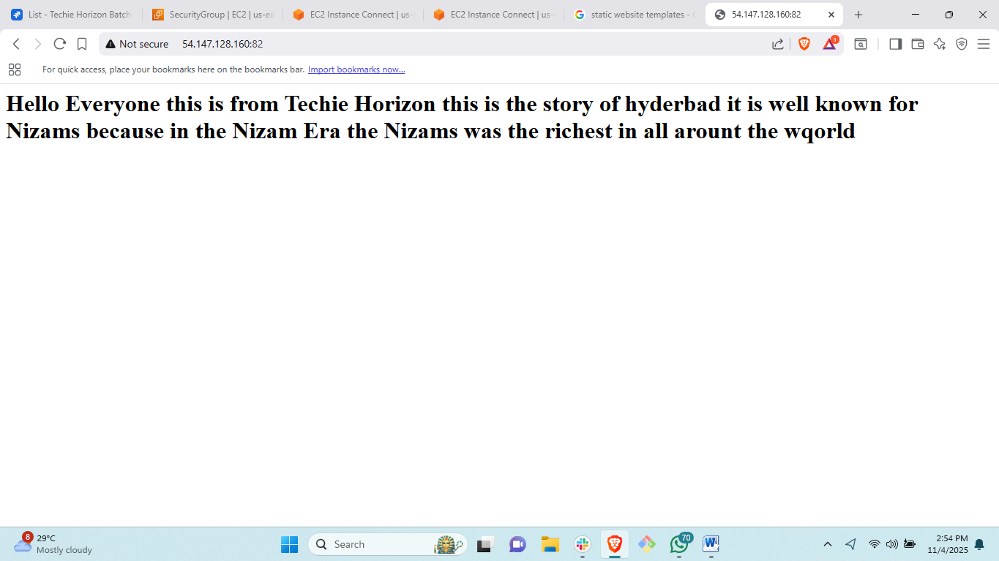 List - Techie Horizon Batch-
SecurityGroup | EC2 | us-ea
EC2 Instance Connect | us-
EC2 Instance Connect | us-
static website templates -
54.147.128.160:82
Not secure
54.147.128.160:82
1
For quick access, place your bookmarks here on the bookmarks bar. Import bookmarks now...
Hello Everyone this is from Techie Horizon this is the story of hyderbad it is well known for
Nizams because in the Nizam Era the Nizams was the richest in all arount the wqorld
8
29°C
Mostly cloudy
Search
70
W
2:54 PM
11/4/2025